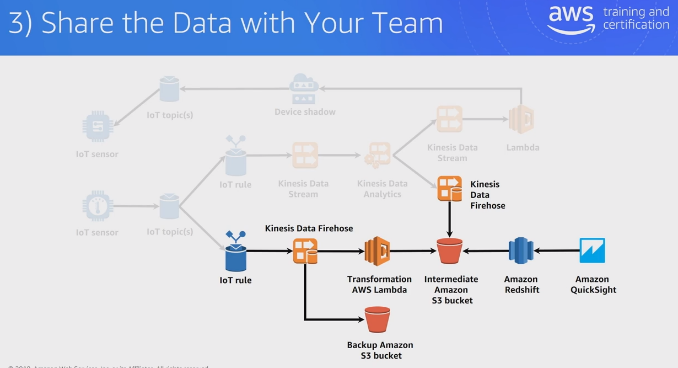 3) Share the Data with Your Team
aws
training and
certification
IoT topic(s)
Device shadow
IoT sensor
IoT rule
Kinesis Data
Stream
Kinesis Data
Analytics
Kinesis Data
Stream
Lambda
Kinesis
Data
Firehose
IoT sensor
IoT topic(s)
Kinesis Data Firehose
IoT rule
Transformation
AWS Lambda
Intermediate
Amazon
S3 bucket
Amazon
Redshift
Amazon
QuickSight
Backup Amazon
S3 bucket